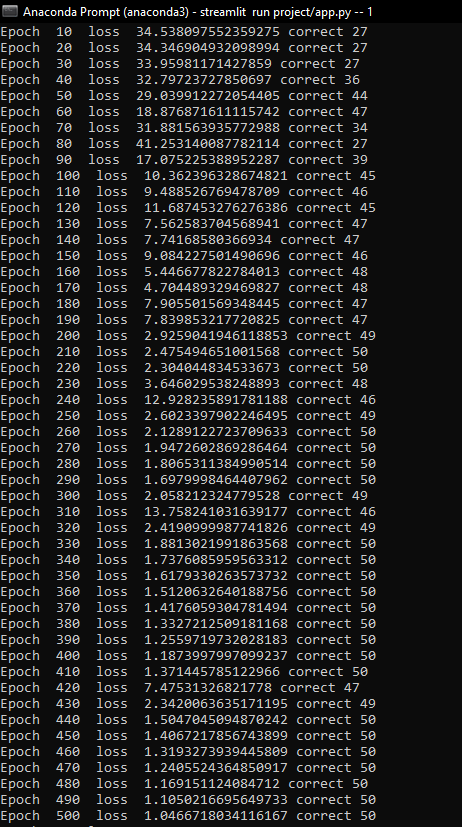 Anaconda Prompt (anaconda3) - streamlit run project/app.py -- 1
Epoch 10 loss 34.538097552359275 correct 27
Epoch 20 loss 34.346904932098994 correct 27
Epoch 30 loss 33.95981171427859 correct 27
Epoch 40 loss 32.79723727850697 correct 36
Epoch 50 loss 29.039912272054405 correct 44
Epoch 60 loss 18.876871611115742 correct 47
Epoch 70 loss 31.881563935772988 correct 34
Epoch 80 loss 41.253140087782114 correct 27
Epoch 90 loss 17.075225388952287 correct 39
Epoch 100 loss 10.362396328674821 correct 45
Epoch 110 loss 9.488526769478709 correct 46
Epoch 120 loss 11.687453276276386 correct 45
Epoch 130 loss 7.562583704568941 correct 47
Epoch 140 loss 7.74168580366934 correct 47
Epoch 150 loss 9.084227501490696 correct 46
Epoch 160 loss 5.446677822784013 correct 48
Epoch 170 loss 4.704489329469827 correct 48
Epoch 180 loss 7.905501569348445 correct 47
Epoch 190 loss 7.839853217720825 correct 47
Epoch 200 loss 2.9259041946118853 correct 49
Epoch 210 loss 2.475494651001568 correct 50
Epoch 220 loss 2.304044834533673 correct 50
Epoch 230 loss 3.646029538248893 correct 48
Epoch 240 loss 12.928235891781188 correct 46
Epoch 250 loss 2.6023397902246495 correct 49
Epoch 260 loss 2.1289122723709633 correct 50
Epoch 270 loss 1.9472602869286464 correct 50
Epoch 280 loss 1.8065311384990514 correct 50
Epoch 290 loss 1.6979998464407962 correct 50
Epoch 300 loss 2.058212324779528 correct 49
Epoch 310 loss 13.758241031639177 correct 46
Epoch 320 loss 2.4190999987741826 correct 49
Epoch 330 loss 1.8813021991863568 correct 50
Epoch 340 loss 1.7376085959563312 correct 50
Epoch 350 loss 1.6179330263573732 correct 50
Epoch 360 loss 1.5120632640188756 correct 50
Epoch 370 loss 1.4176059304781494 correct 50
Epoch 380 loss 1.3327212509181168 correct 50
Epoch 390 loss 1.2559719732028183 correct 50
Epoch 400 loss 1.1873997997099237 correct 50
Epoch 410 loss 1.371445785122966 correct 50
Epoch 420 loss 7.47531326821778 correct 47
Epoch 430 loss 2.3420063635171195 correct 49
Epoch 440 loss 1.5047045094870242 correct 50
Epoch 450 loss 1.4067217856743899 correct 50
Epoch 460 loss 1.3193273939445809 correct 50
Epoch 470 loss 1.2405524364850917 correct 50
Epoch 480 loss 1.169151124084712 correct 50
Epoch 490 loss 1.1050216695649733 correct 50
Epoch 500 loss 1.0466718034116167 correct 50